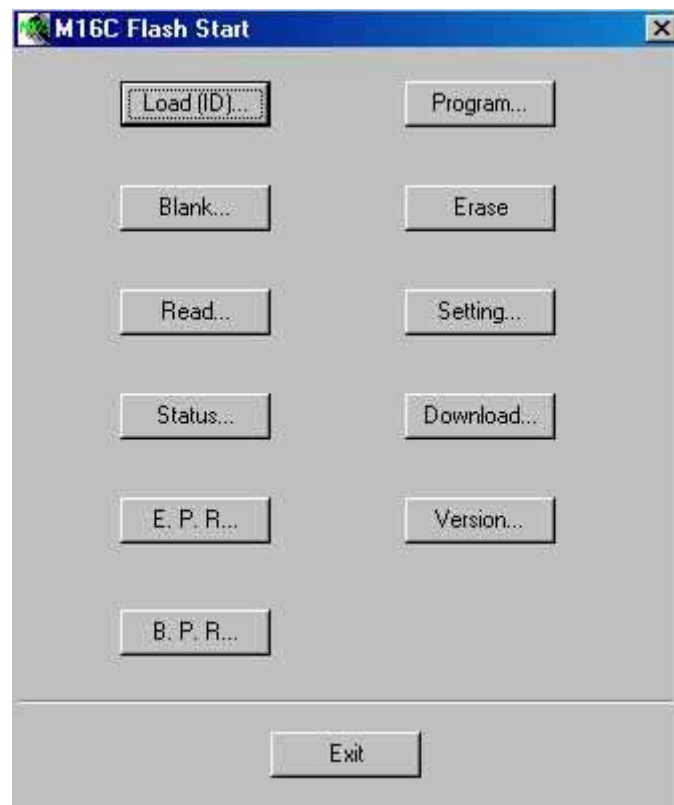 M16C Flash Start
Load (ID)... Program...
Blank... Erase
Read... Setting...
Status... Download...
E. P. R... Version...
B. P. R...
Exit